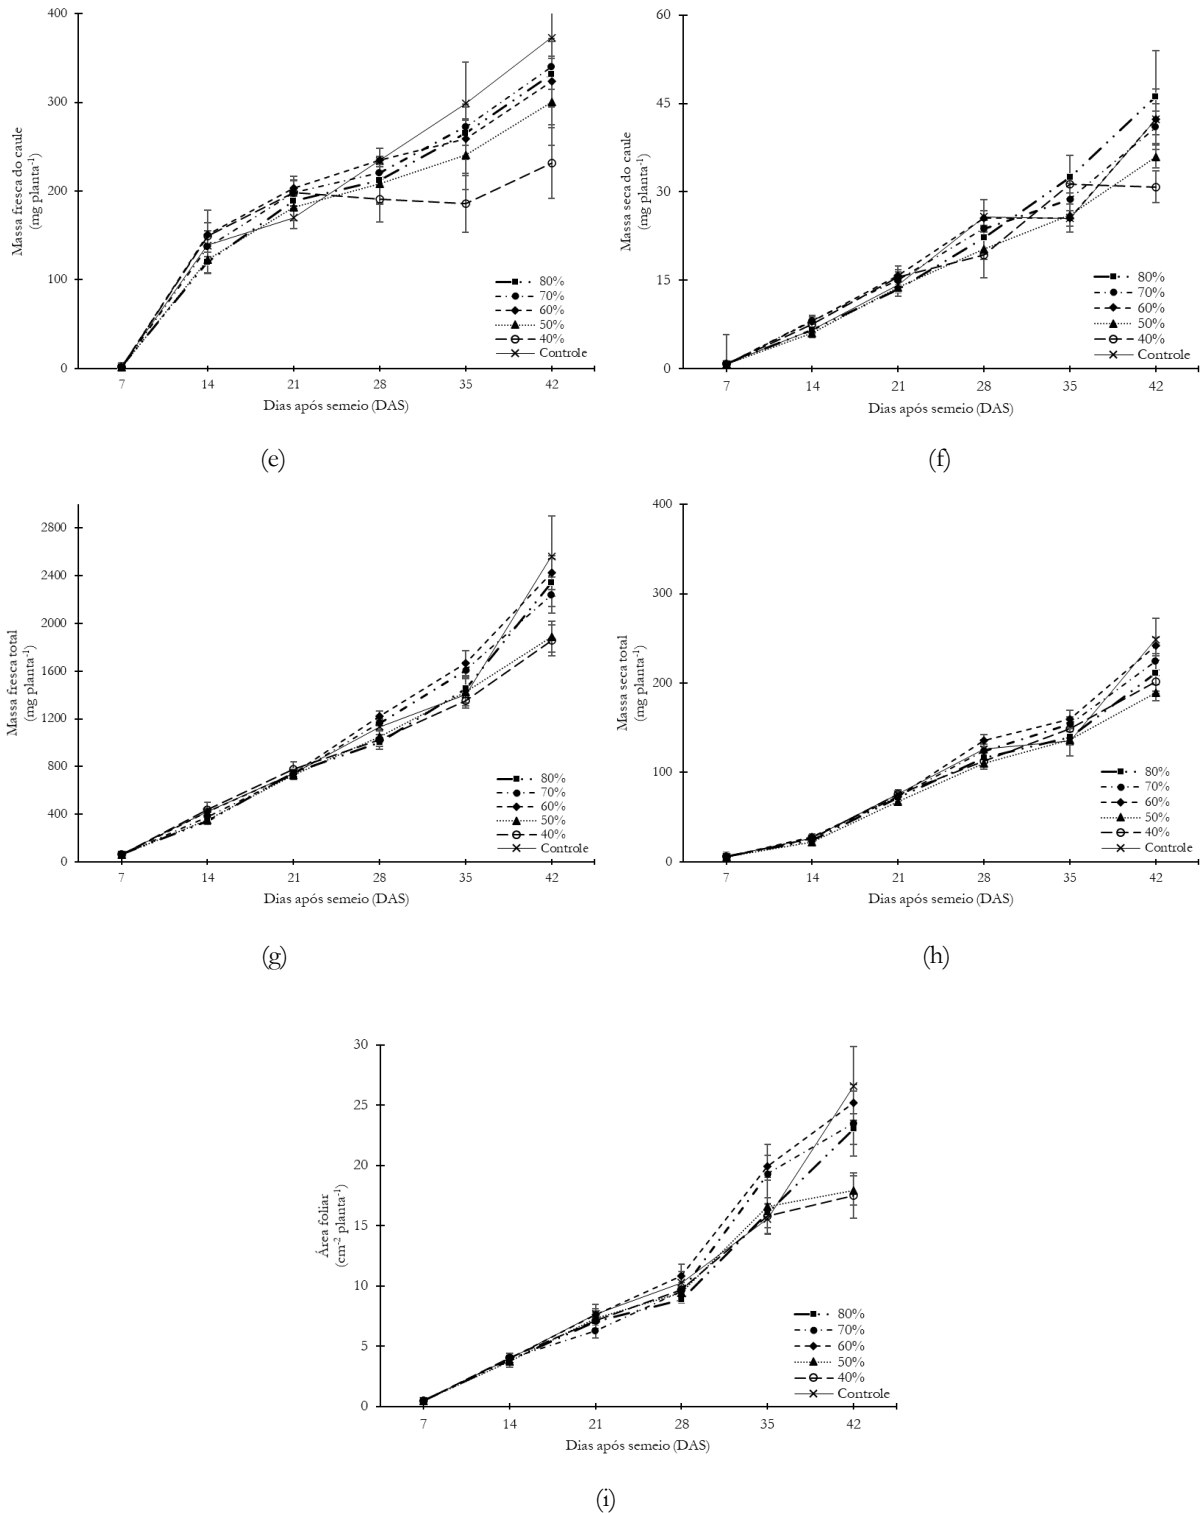 400
300
200
100
0
Massa fresca do caule
(mg planta⁻¹)
7 14 21 28 35 42
Dias após semeio (DAS)
80%
70%
60%
50%
40%
Controle
(e)
60
45
30
15
0
Massa seca do caule
(mg planta⁻¹)
7 14 21 28 35 42
Dias após semeio (DAS)
80%
70%
60%
50%
40%
Controle
(f)
2800
2400
2000
1600
1200
800
400
0
Massa fresca total
(mg planta⁻¹)
7 14 21 28 35 42
Dias após semeio (DAS)
80%
70%
60%
50%
40%
Controle
(g)
400
300
200
100
0
Massa seca total
(mg planta⁻¹)
7 14 21 28 35 42
Dias após semeio (DAS)
80%
70%
60%
50%
40%
Controle
(h)
30
25
20
15
10
5
0
Área foliar
(cm⁻² planta⁻¹)
7 14 21 28 35 42
Dias após semeio (DAS)
80%
70%
60%
50%
40%
Controle
(i)